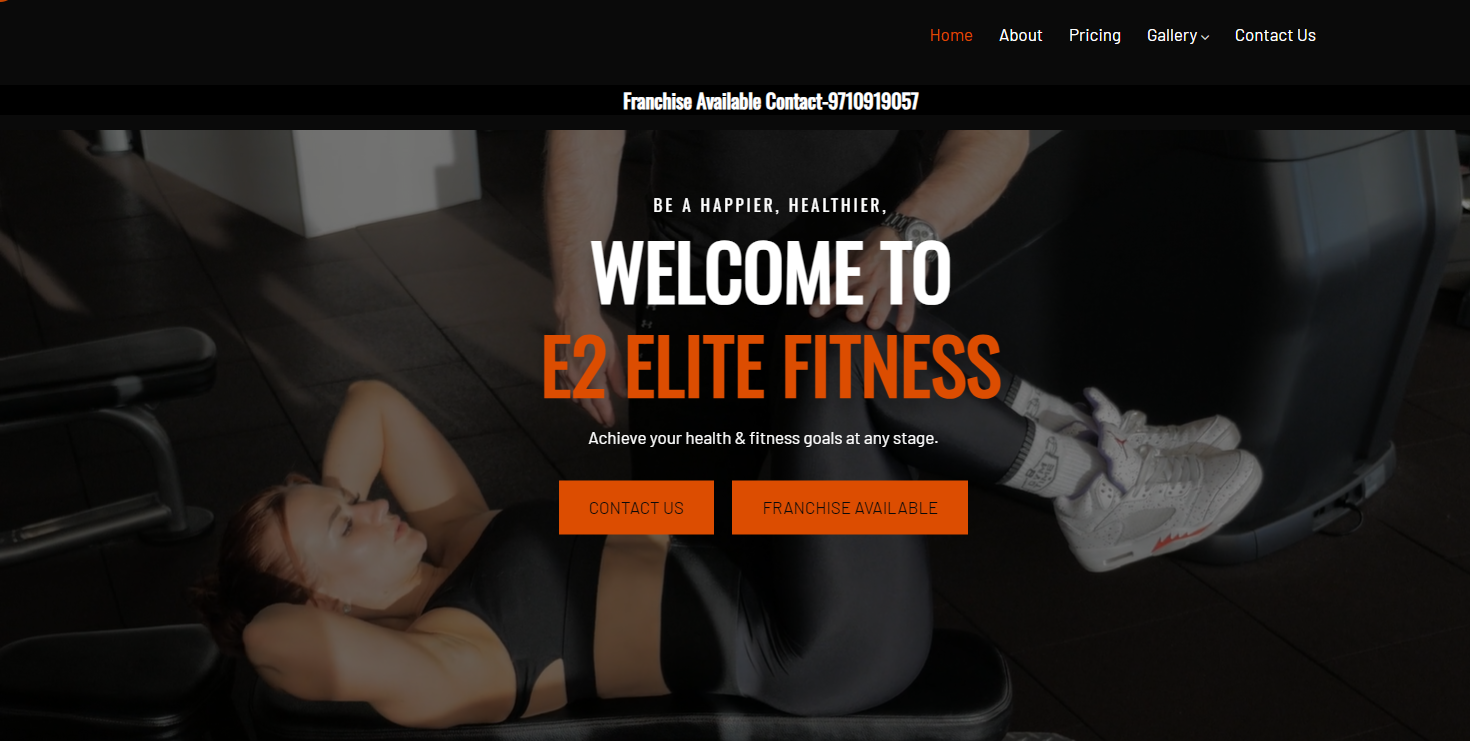 Home About Pricing Gallery Contact Us
Franchise Available Contact-9710919057
BE A HAPPIER, HEALTHIER,
WELCOME TO
E2 ELITE FITNESS
Achieve your health & fitness goals at any stage.
CONTACT US FRANCHISE AVAILABLE